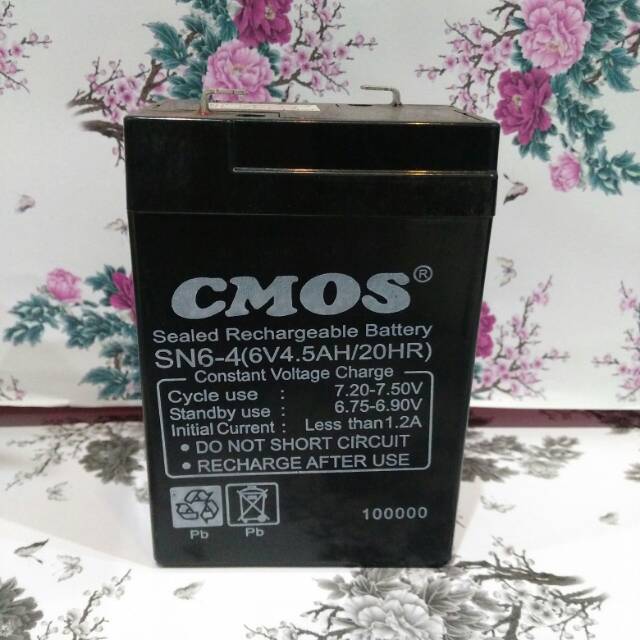 CMOS®
Sealed Rechargeable Battery
SN6-4(6V4.5AH/20HR)
Constant Voltage Charge
Cycle use : 7.20-7.50V
Standby use : 6.75-6.90V
Initial Current : Less than1.2A
• DO NOT SHORT CIRCUIT
• RECHARGE AFTER USE
Pb Pb
100000